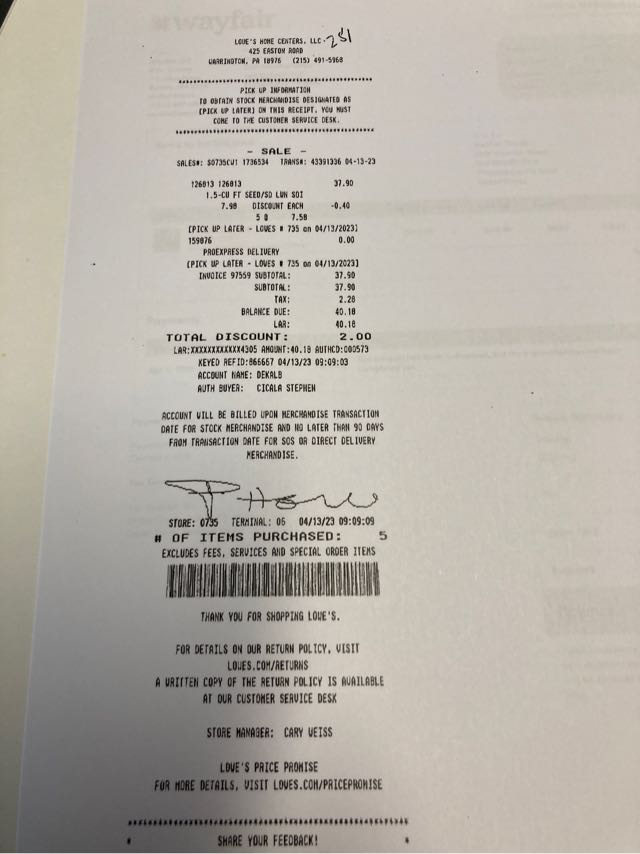 wayfair
LOWE'S HOME CENTERS, LLC 281
425 EASTON ROAD
WARRINGTON, PA 18976 (215) 491-5968
PICK UP INFORMATION
TO OBTAIN STOCK MERCHANDISE DESIGNATED AS
[PICK UP LATER] ON THIS RECEIPT, YOU MUST
COME TO THE CUSTOMER SERVICE DESK.
- SALE -
SALES#: S0735CU1 1736534 TRANS#: 43391336 04-13-23
126813 126813 37.90
1.5-CU FT SEED/SD LWN SOI
7.98 DISCOUNT EACH -0.40
5 @ 7.58
[PICK UP LATER - LOWES # 735 on 04/13/2023]
159876 0.00
PROEXPRESS DELIVERY
[PICK UP LATER - LOWES # 735 on 04/13/2023]
INVOICE 97559 SUBTOTAL: 37.90
SUBTOTAL: 37.90
TAX: 2.28
BALANCE DUE: 40.18
LAR: 40.18
TOTAL DISCOUNT: 2.00
LAR:XXXXXXXXXXXX4305 AMOUNT:40.18 AUTHCD:000573
KEYED REFID:866667 04/13/23 09:09:03
ACCOUNT NAME: DEKALB
AUTH BUYER: CICALA STEPHEN
ACCOUNT WILL BE BILLED UPON MERCHANDISE TRANSACTION
DATE FOR STOCK MERCHANDISE AND NO LATER THAN 90 DAYS
FROM TRANSACTION DATE FOR SOS OR DIRECT DELIVERY
MERCHANDISE.
STORE: 0735 TERMINAL: 06 04/13/23 09:09:09
# OF ITEMS PURCHASED: 5
EXCLUDES FEES, SERVICES AND SPECIAL ORDER ITEMS
THANK YOU FOR SHOPPING LOWE'S.
FOR DETAILS ON OUR RETURN POLICY, VISIT
LOWES.COM/RETURNS
A WRITTEN COPY OF THE RETURN POLICY IS AVAILABLE
AT OUR CUSTOMER SERVICE DESK
STORE MANAGER: CARY WEISS
LOWE'S PRICE PROMISE
FOR MORE DETAILS, VISIT LOWES.COM/PRICEPROMISE
* SHARE YOUR FEEDBACK! *